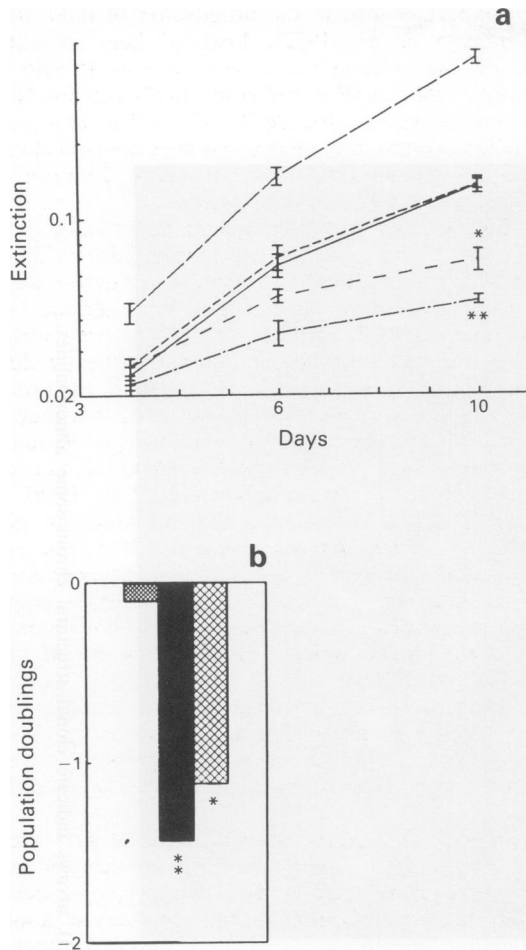 a
Extinction
0.1
*
**
0.02
3
6
10
Days
b
0
Population doublings
-1
*
*
*
-2